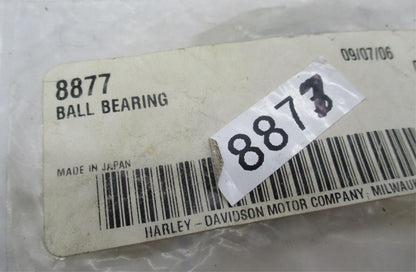 8877
09/07/06
BALL BEARING
8873
MADE IN JAPAN
HARLEY-DAVIDSON MOTOR COMPANY, MILWAU